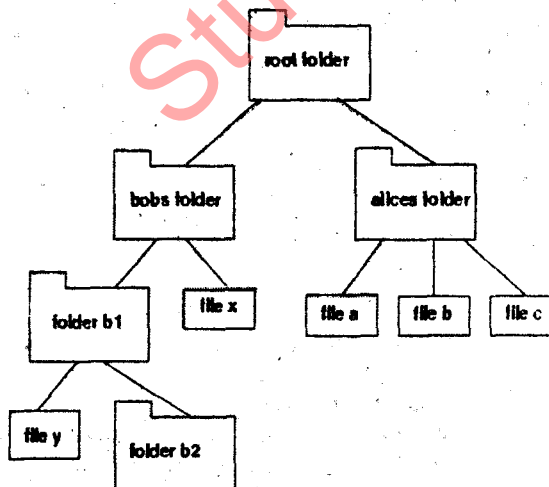 Stu
root folder
bobs folder
alices folder
folder b1
file x
file a
file b
file c
file y
folder b2